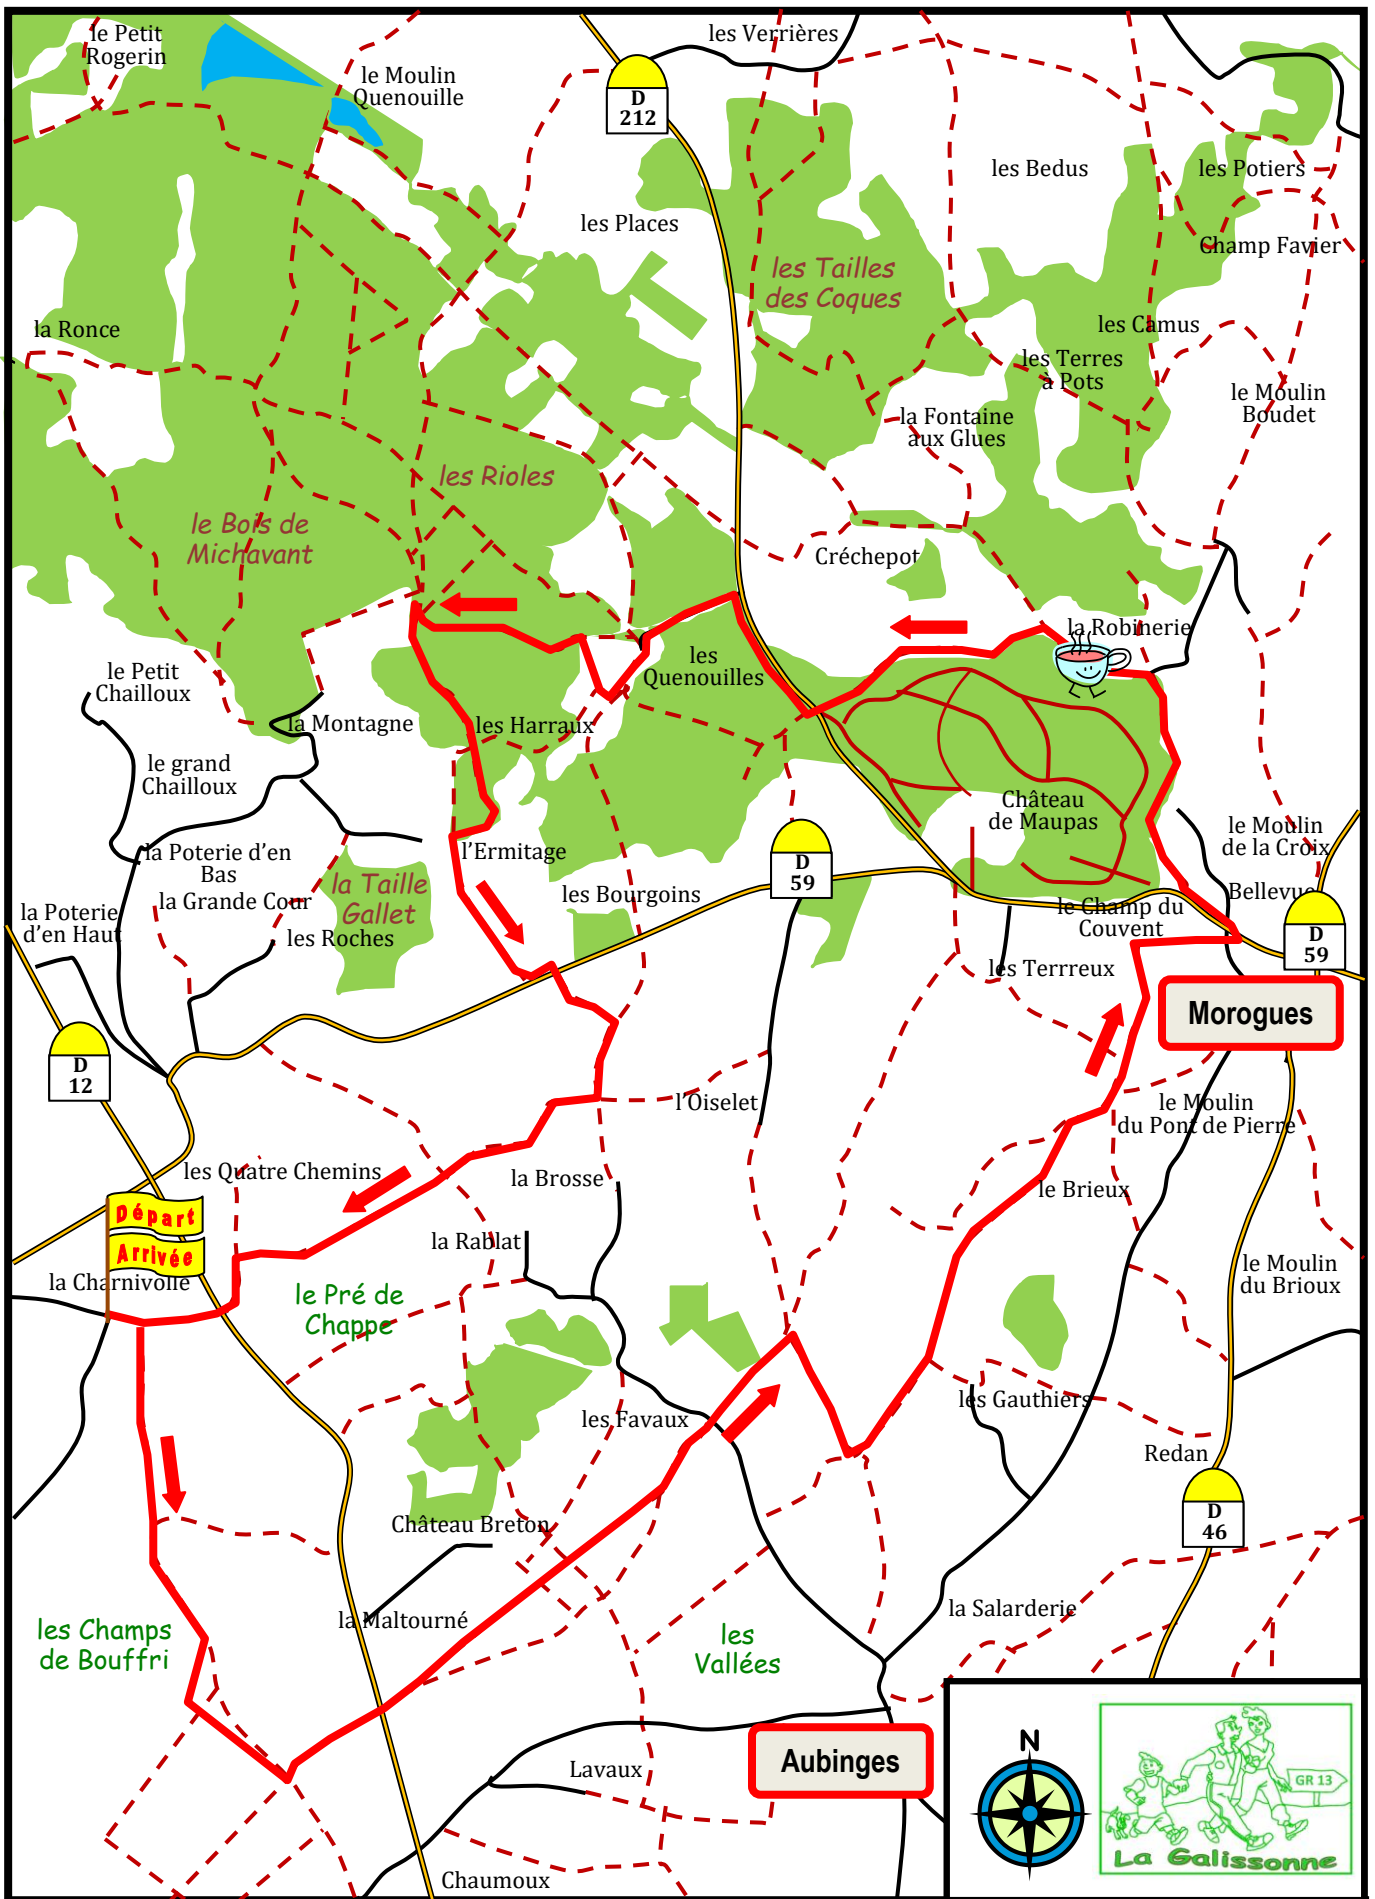 le Petit
Rogerin
les Verrières
le Moulin
Quenouille
D
212
les Bedus
les Potiers
les Places
Champ Favier
les Tailles
des Coques
la Ronce
les Camus
les Terres
à Pots
le Moulin
Boudet
la Fontaine
aux Glues
les Rioles
le Bois de
Michavant
Créchepot
la Robinerie
les
Quenouilles
le Petit
Chailloux
la Montagne
les Harraux
le grand
Chailloux
Château
de Maupas
le Moulin
de la Croix
la Poterie d'en
Bas
l'Ermitage
D
59
la Taille
Gallet
les Bourgoins
Bellevue
la Grande Cour
le Champ du
Couvent
la Poterie
d'en Haut
les Roches
D
59
les Terrreux
Morogues
D
12
l'Oiselet
le Moulin
du Pont de Pierre
les Quatre Chemins
la Brosse
le Brieux
Départ
Arrivée
la Rablat
la Charnivolle
le Moulin
du Brioux
le Pré de
Chappe
les Gauthiers
les Favaux
Redan
D
46
Château Breton
la Maltourné
la Salarderie
les Champs
de Bouffri
les
Vallées
Aubinges
Lavaux
N
GR 13
La Galissonne
Chaumoux